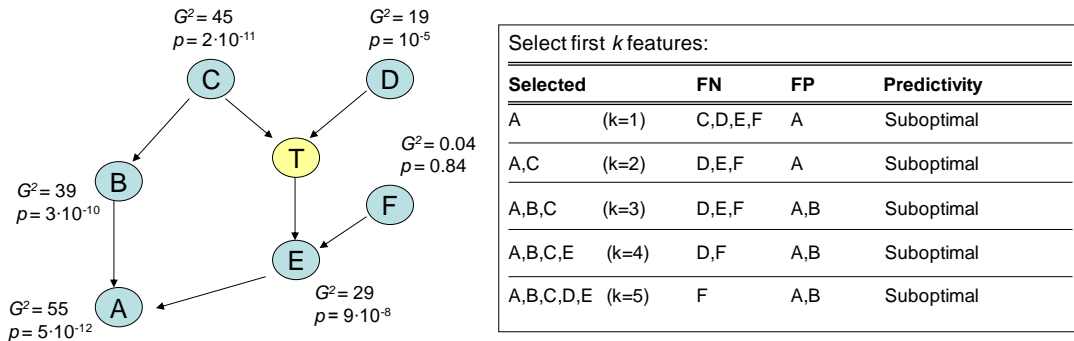 G² = 45
p = 2·10⁻¹¹
G² = 19
p = 10⁻⁵
C
D
G² = 0.04
p = 0.84
T
B
F
G² = 39
p = 3·10⁻¹⁰
E
G² = 29
p = 9·10⁻⁸
A
G² = 55
p = 5·10⁻¹²
Select first k features:
Selected FN FP Predictivity
A (k=1) C,D,E,F A Suboptimal
A,C (k=2) D,E,F A Suboptimal
A,B,C (k=3) D,E,F A,B Suboptimal
A,B,C,E (k=4) D,F A,B Suboptimal
A,B,C,D,E (k=5) F A,B Suboptimal